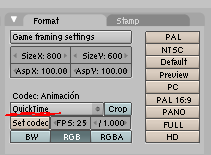 Format
Stamp
Game framing settings
SizeX: 800
SizeY: 600
AspX: 100.00
AspY: 100.00
Codec: Animación
QuickTime
Crop
Set codec
FPS: 25
/ 1.000
BW
RGB
RGBA
PAL
NTSC
Default
Preview
PC
PAL 16:9
PANO
FULL
HD